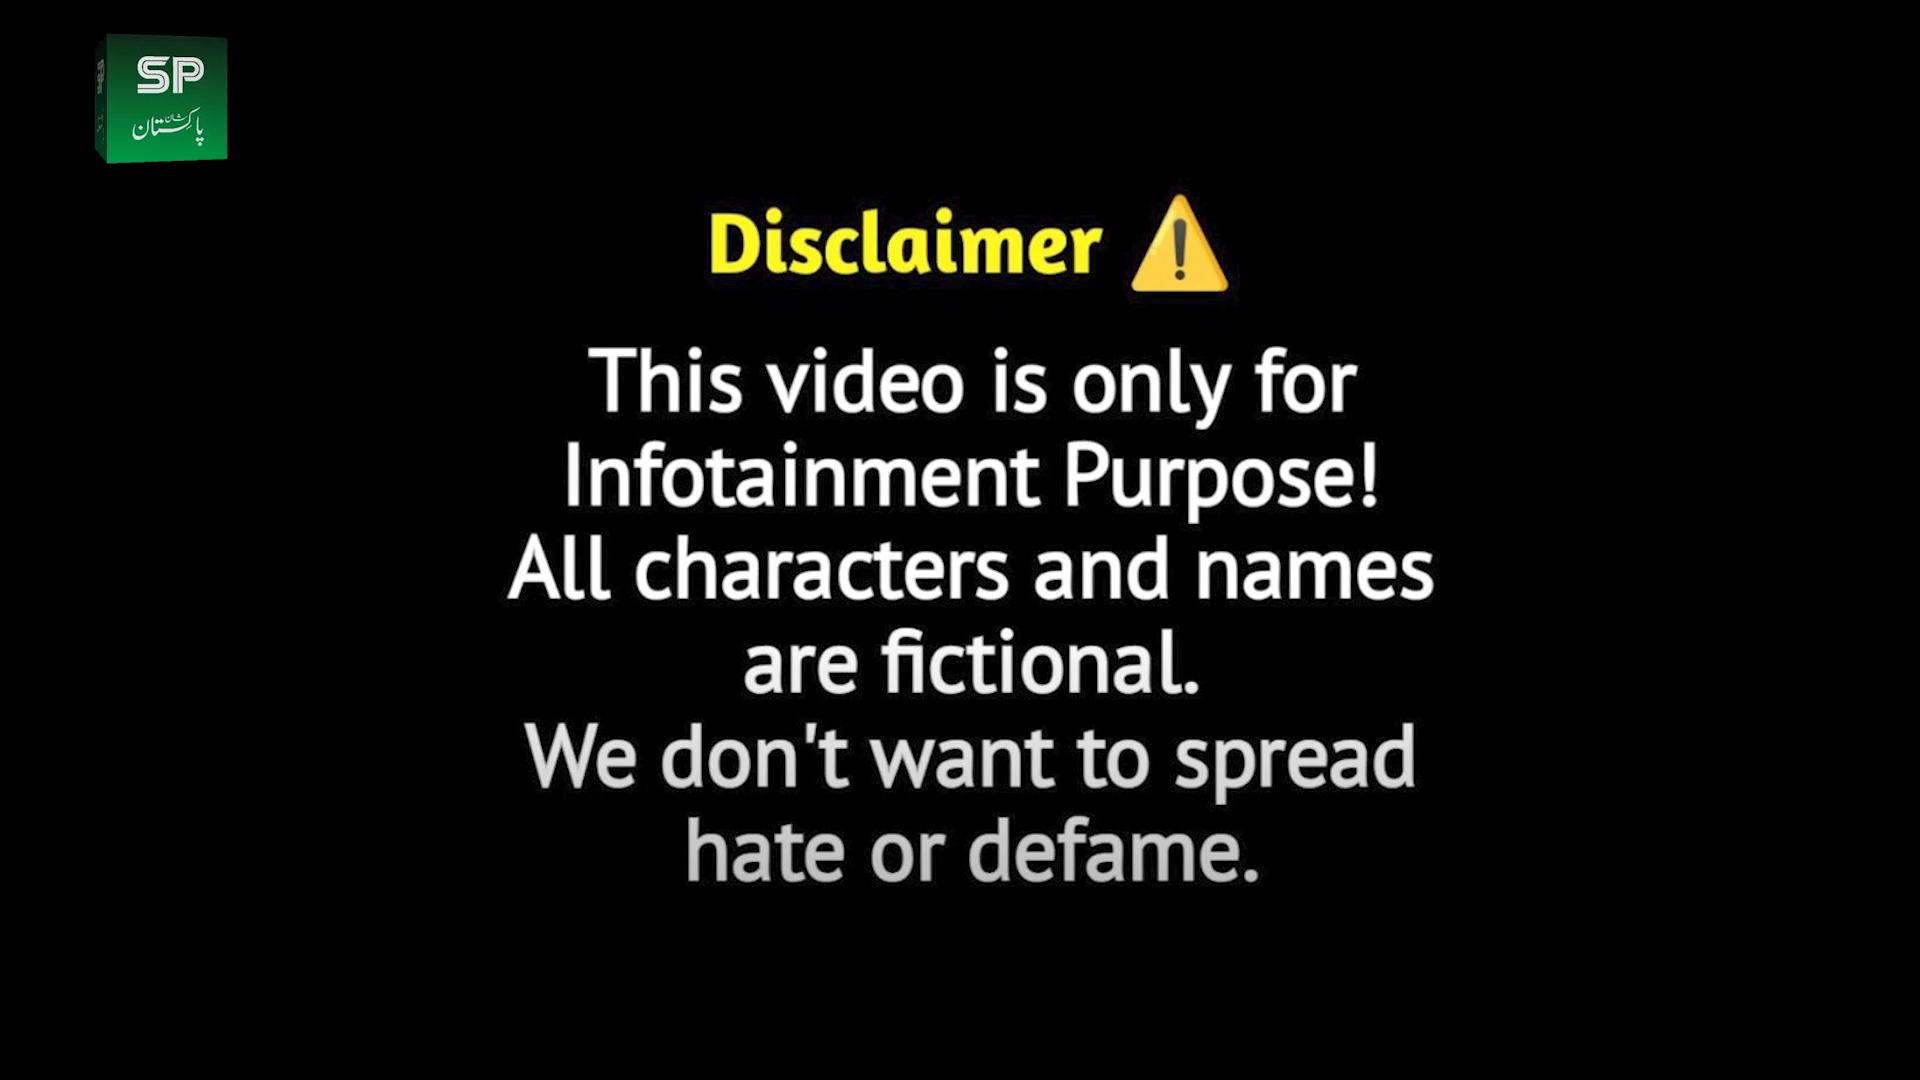 SP
شان
پاکستان
Disclaimer ⚠️
This video is only for
Infotainment Purpose!
All characters and names
are fictional.
We don't want to spread
hate or defame.